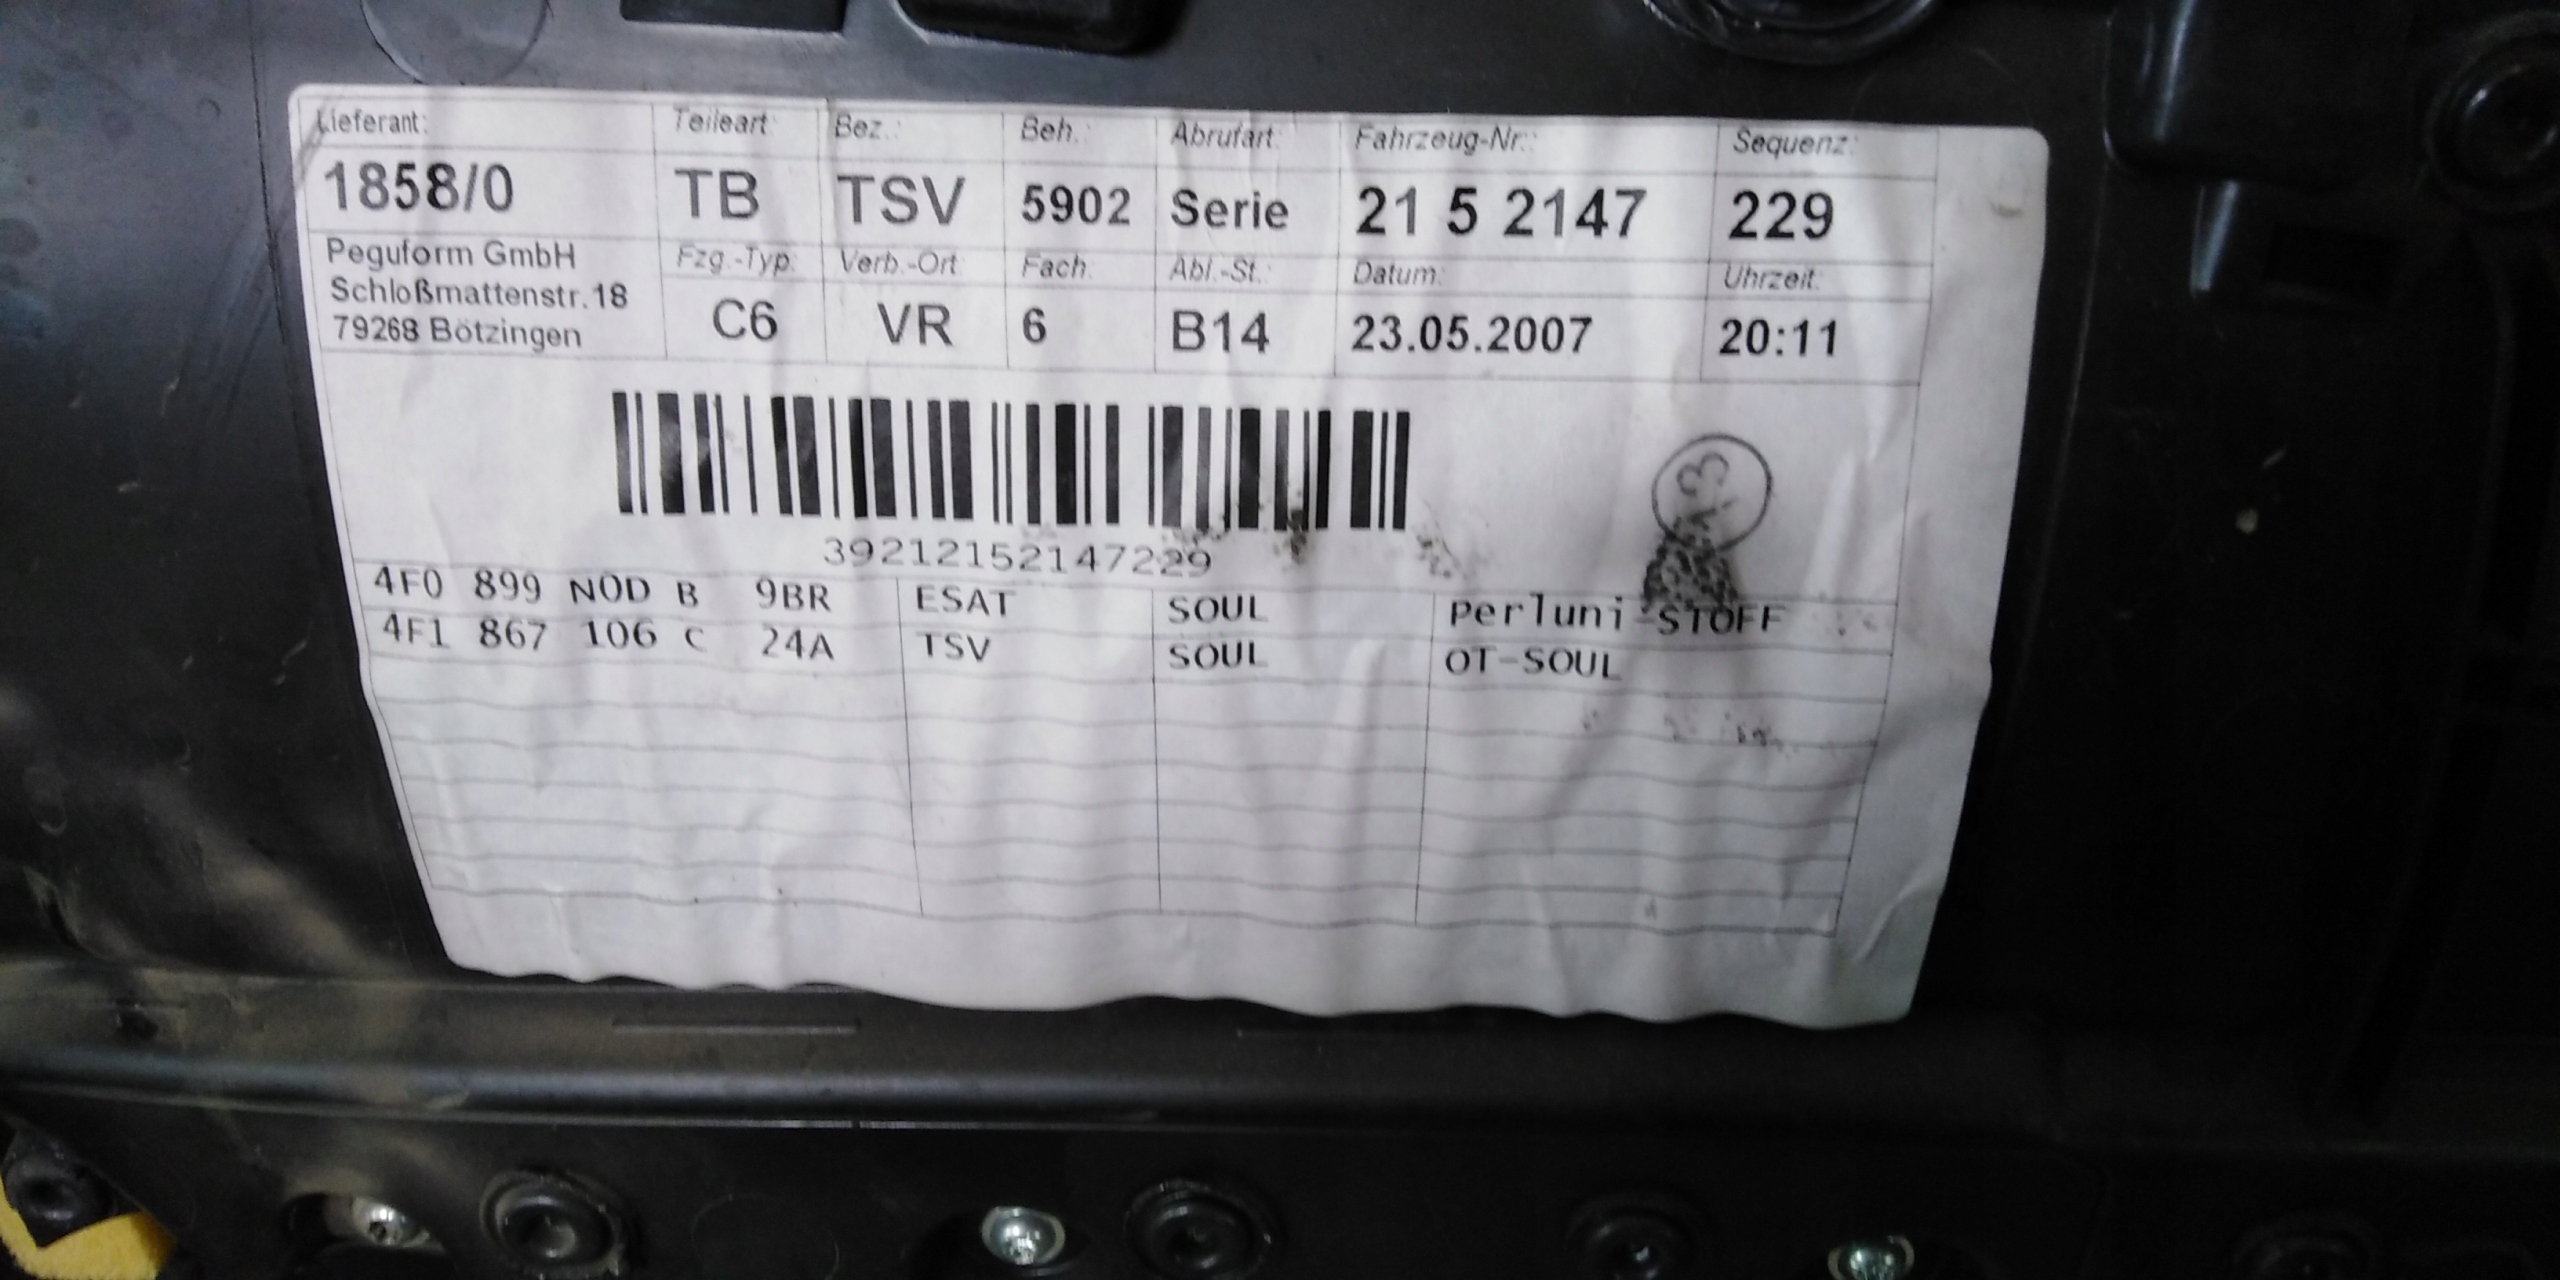 Lieferant: Teileart: Bez.: Beh.: Abrufart: Fahrzeug-Nr.: Sequenz:
1858/0 TB TSV 5902 Serie 21 5 2147 229
Peguform GmbH
Schloßmattenstr.18
79268 Bötzingen
Fzg.-Typ: Verb.-Ort Fach: Abl.-St.: Datum: Uhrzeit:
C6 VR 6 B14 23.05.2007 20:11
39212152147229
4F0 899 NOD B 9BR ESAT SOUL Perluni-STOFF
4F1 867 106 C 24A TSV SOUL OT-SOUL